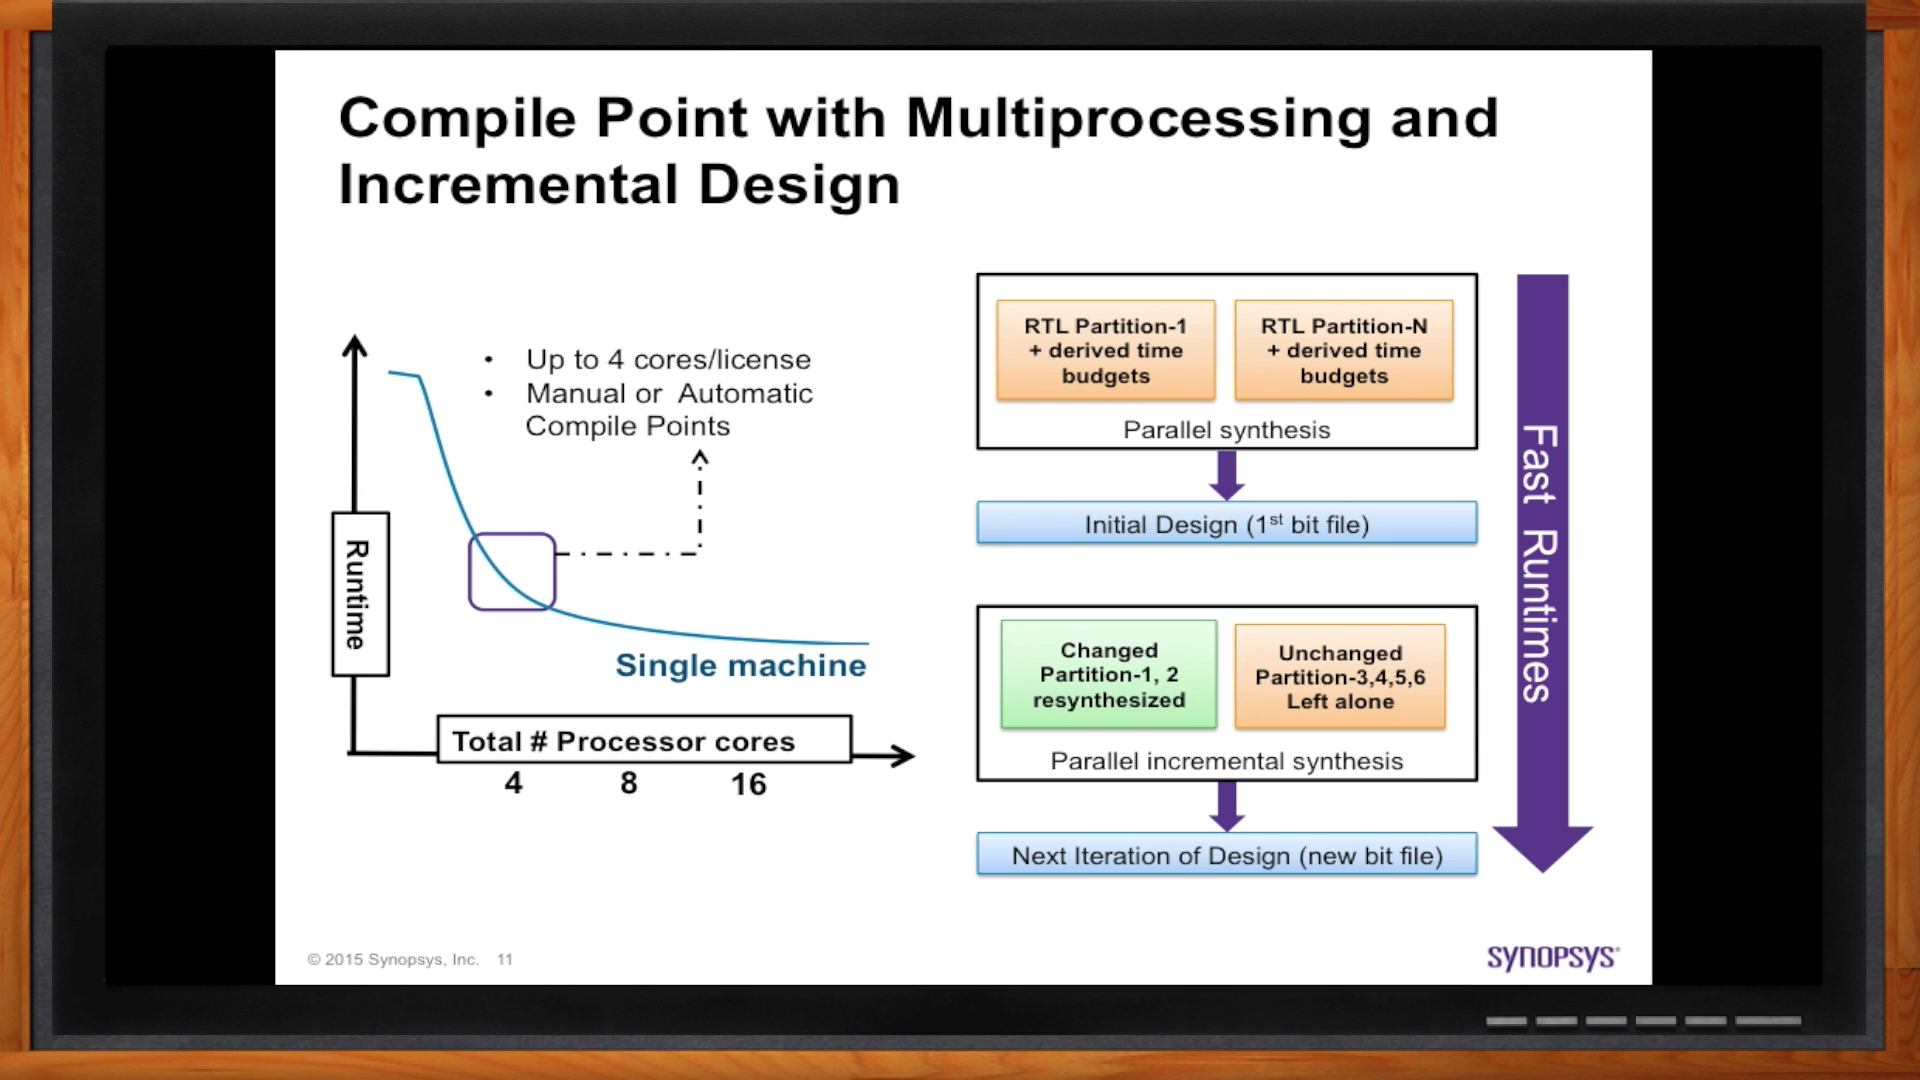 Compile Point with Multiprocessing and
Incremental Design
• Up to 4 cores/license
• Manual or Automatic
Compile Points
Runtime
Single machine
Total # Processor cores
4 8 16
RTL Partition-1
+ derived time
budgets
RTL Partition-N
+ derived time
budgets
Parallel synthesis
Initial Design (1st bit file)
Changed
Partition-1, 2
resynthesized
Unchanged
Partition-3,4,5,6
Left alone
Parallel incremental synthesis
Next Iteration of Design (new bit file)
Fast Runtimes
© 2015 Synopsys, Inc. 11
SYNOPSYS